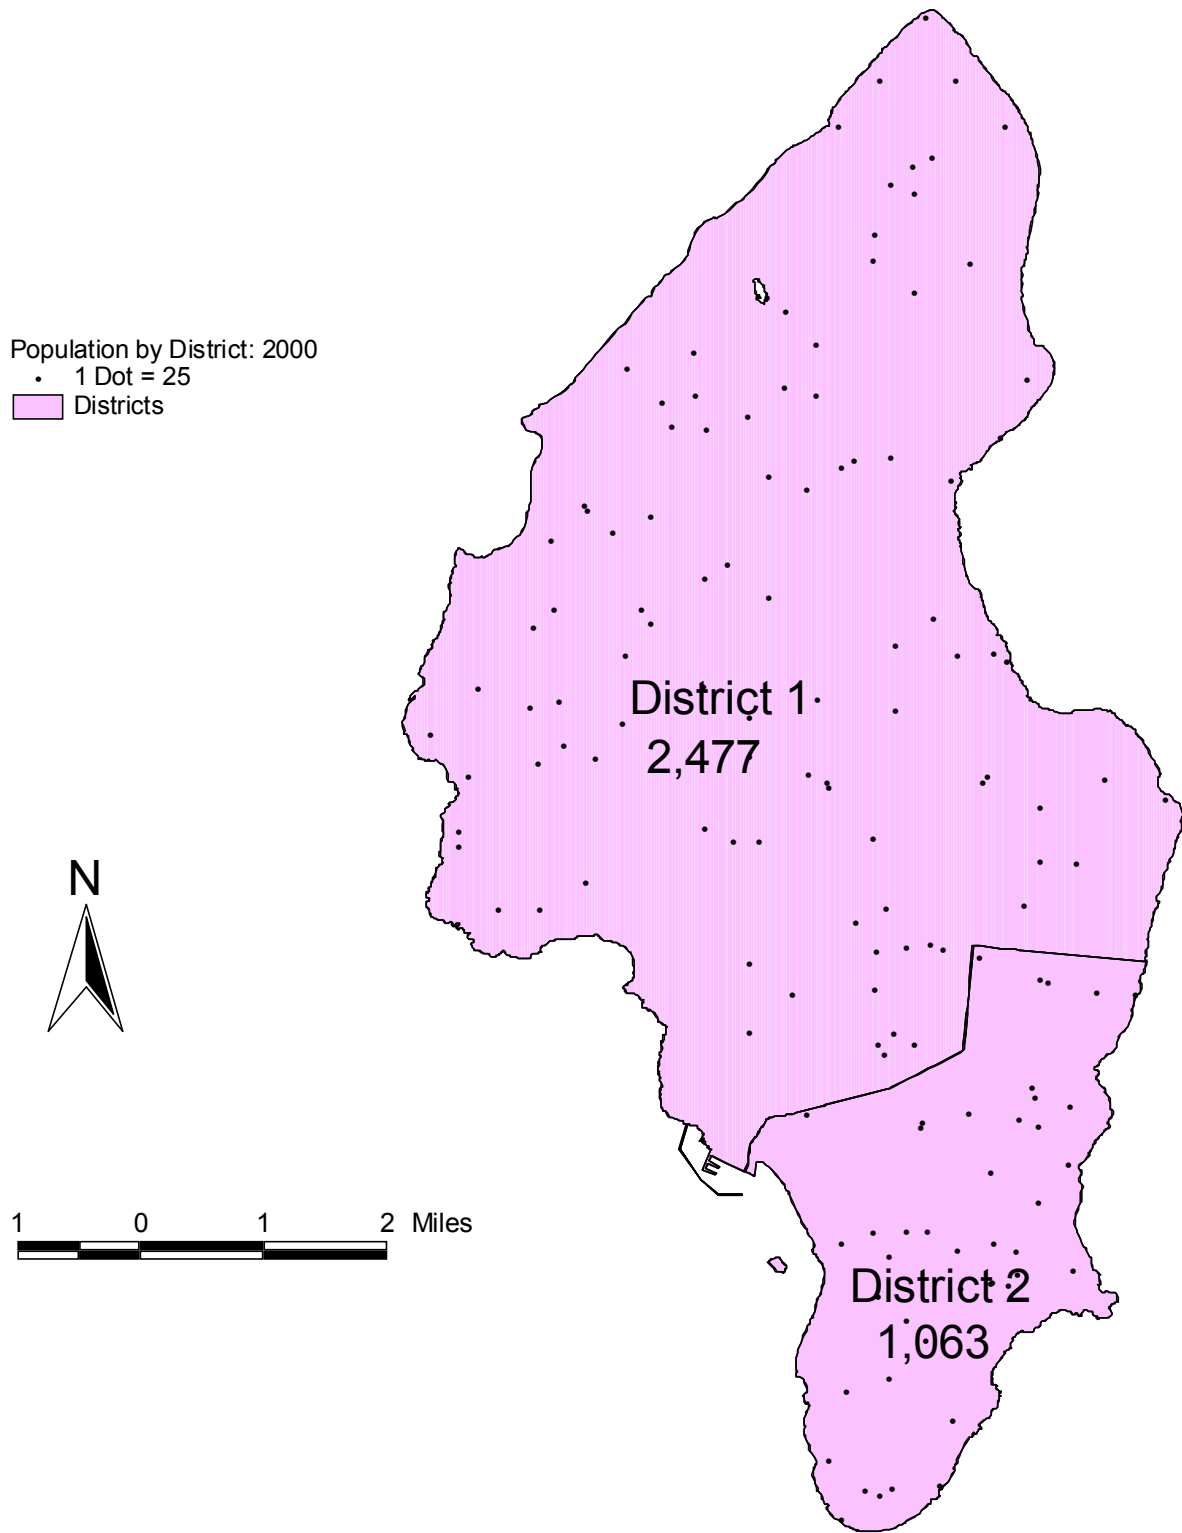 Population by District: 2000
1 Dot = 25
Districts
District 1
2,477
N
1 0 1 2 Miles
District 2
1,063